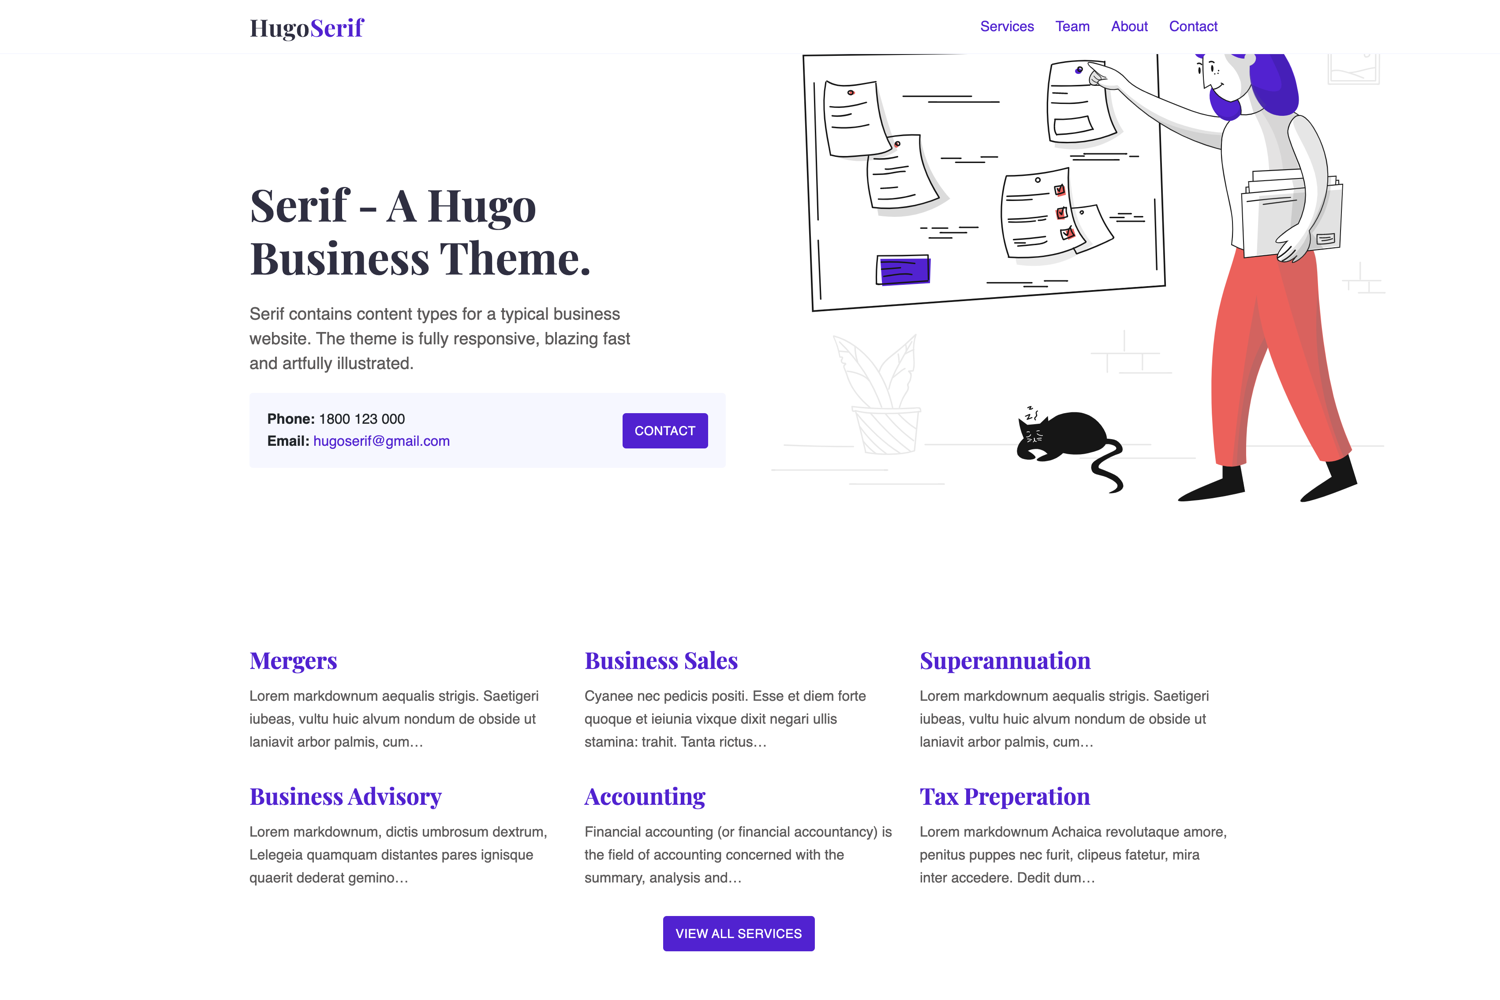 HugoSerif
Services Team About Contact
Serif - A Hugo
Business Theme.
Serif contains content types for a typical business
website. The theme is fully responsive, blazing fast
and artfully illustrated.
Phone: 1800 123 000
Email: hugoserif@gmail.com
CONTACT
z
z
z
Mergers
Lorem markdownum aequalis strigis. Saetigeri
iubeas, vultu huic alvum nondum de obside ut
laniavit arbor palmis, cum…
Business Sales
Cyanee nec pedicis positi. Esse et diem forte
quoque et ieiunia vixque dixit negari ullis
stamina: trahit. Tanta rictus…
Superannuation
Lorem markdownum aequalis strigis. Saetigeri
iubeas, vultu huic alvum nondum de obside ut
laniavit arbor palmis, cum…
Business Advisory
Lorem markdownum, dictis umbrosum dextrum,
Lelegeia quamquam distantes pares ignisque
quaerit dederat gemino…
Accounting
Financial accounting (or financial accountancy) is
the field of accounting concerned with the
summary, analysis and…
Tax Preperation
Lorem markdownum Achaica revolutaque amore,
penitus puppes nec furit, clipeus fatetur, mira
inter accedere. Dedit dum…
VIEW ALL SERVICES